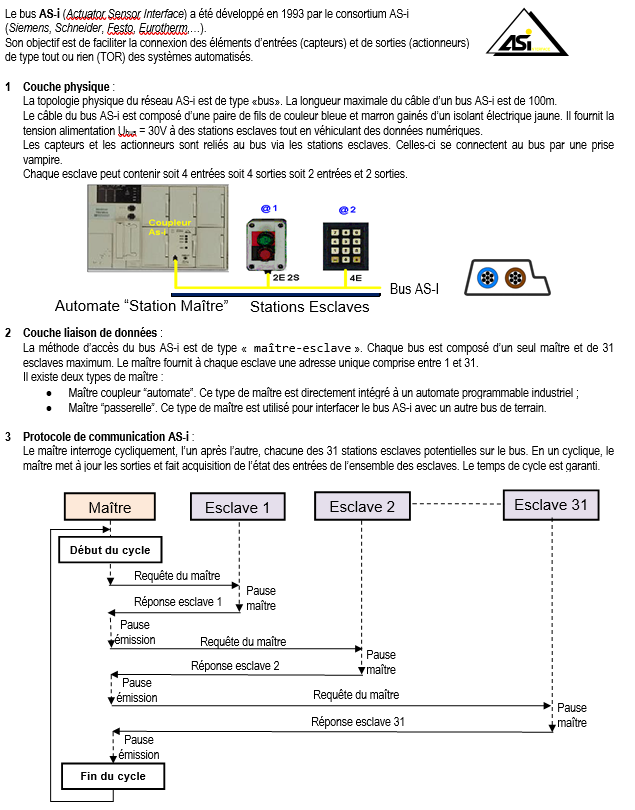 Le bus AS-i (Actuator Sensor Interface) a été développé en 1993 par le consortium AS-i
(Siemens, Schneider, Festo, Eurotherm,…).
Son objectif est de faciliter la connexion des éléments d'entrées (capteurs) et de sorties (actionneurs)
de type tout ou rien (TOR) des systèmes automatisés.
ASi
1 Couche physique :
La topologie physique du réseau AS-i est de type «bus». La longueur maximale du câble d'un bus AS-i est de 100m.
Le câble du bus AS-i est composé d'une paire de fils de couleur bleue et marron gainés d'un isolant électrique jaune. Il fournit la
tension alimentation Ubus = 30V à des stations esclaves tout en véhiculant des données numériques.
Les capteurs et les actionneurs sont reliés au bus via les stations esclaves. Celles-ci se connectent au bus par une prise
vampire.
Chaque esclave peut contenir soit 4 entrées soit 4 sorties soit 2 entrées et 2 sorties.
@1
@2
Coupleur
As-i
2E 2S
4E
Bus AS-I
Automate “Station Maître”
Stations Esclaves
2 Couche liaison de données :
La méthode d'accès du bus AS-i est de type « maître-esclave ». Chaque bus est composé d'un seul maître et de 31
esclaves maximum. Le maître fournit à chaque esclave une adresse unique comprise entre 1 et 31.
Il existe deux types de maître :
• Maître coupleur “automate”. Ce type de maître est directement intégré à un automate programmable industriel ;
• Maître “passerelle”. Ce type de maître est utilisé pour interfacer le bus AS-i avec un autre bus de terrain.
3 Protocole de communication AS-i :
Le maître interroge cycliquement, l'un après l'autre, chacune des 31 stations esclaves potentielles sur le bus. En un cyclique, le
maître met à jour les sorties et fait acquisition de l'état des entrées de l'ensemble des esclaves. Le temps de cycle est garanti.
Maître
Esclave 1
Esclave 2
Esclave 31
Début du cycle
Requête du maître
Pause
maître
Réponse esclave 1
Pause
émission
Requête du maître
Pause
maître
Réponse esclave 2
Pause
émission
Requête du maître
Pause
maître
Réponse esclave 31
Pause
émission
Fin du cycle